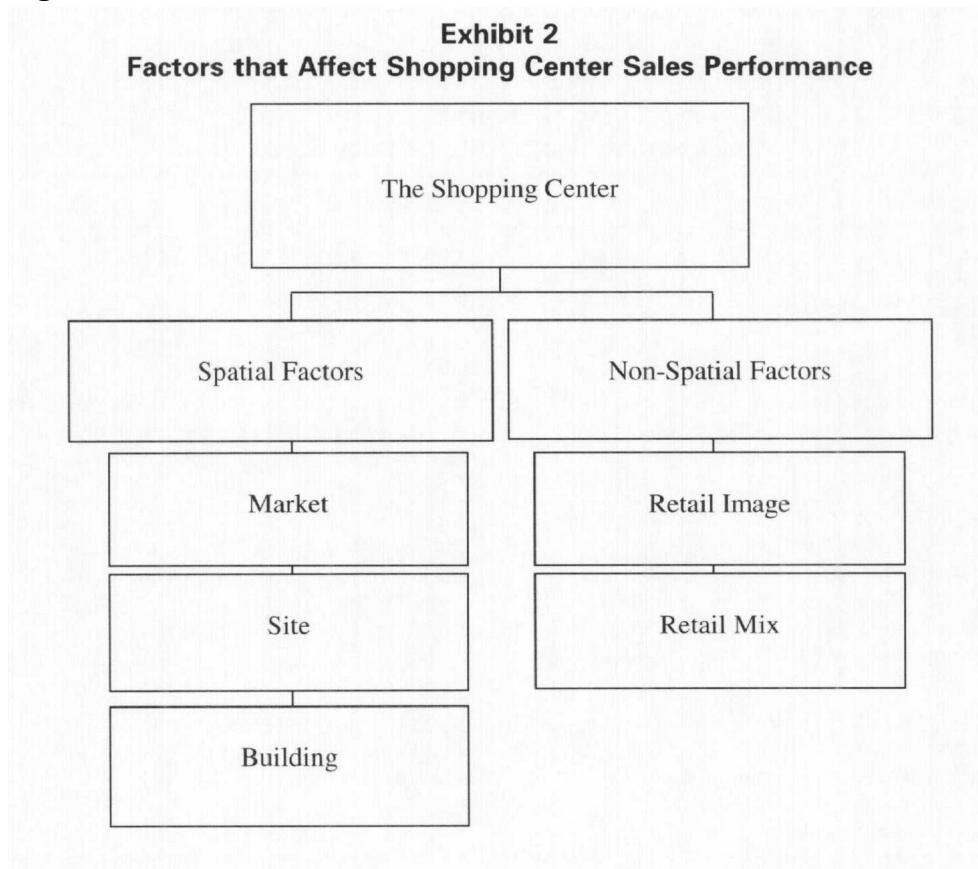 Exhibit 2
Factors that Affect Shopping Center Sales Performance
The Shopping Center
Spatial Factors
Non-Spatial Factors
Market
Retail Image
Site
Retail Mix
Building